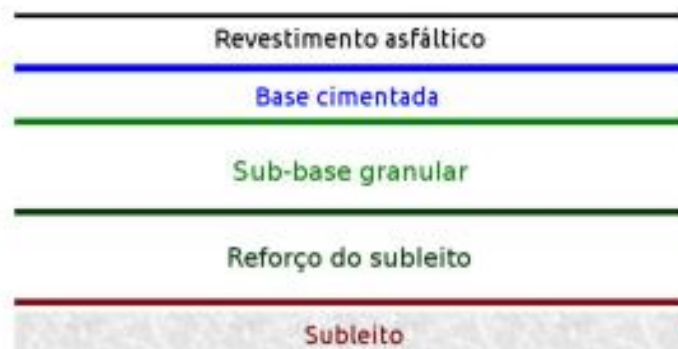 Revestimento asfáltico
Base cimentada
Sub-base granular
Reforço do subleito
Subleito